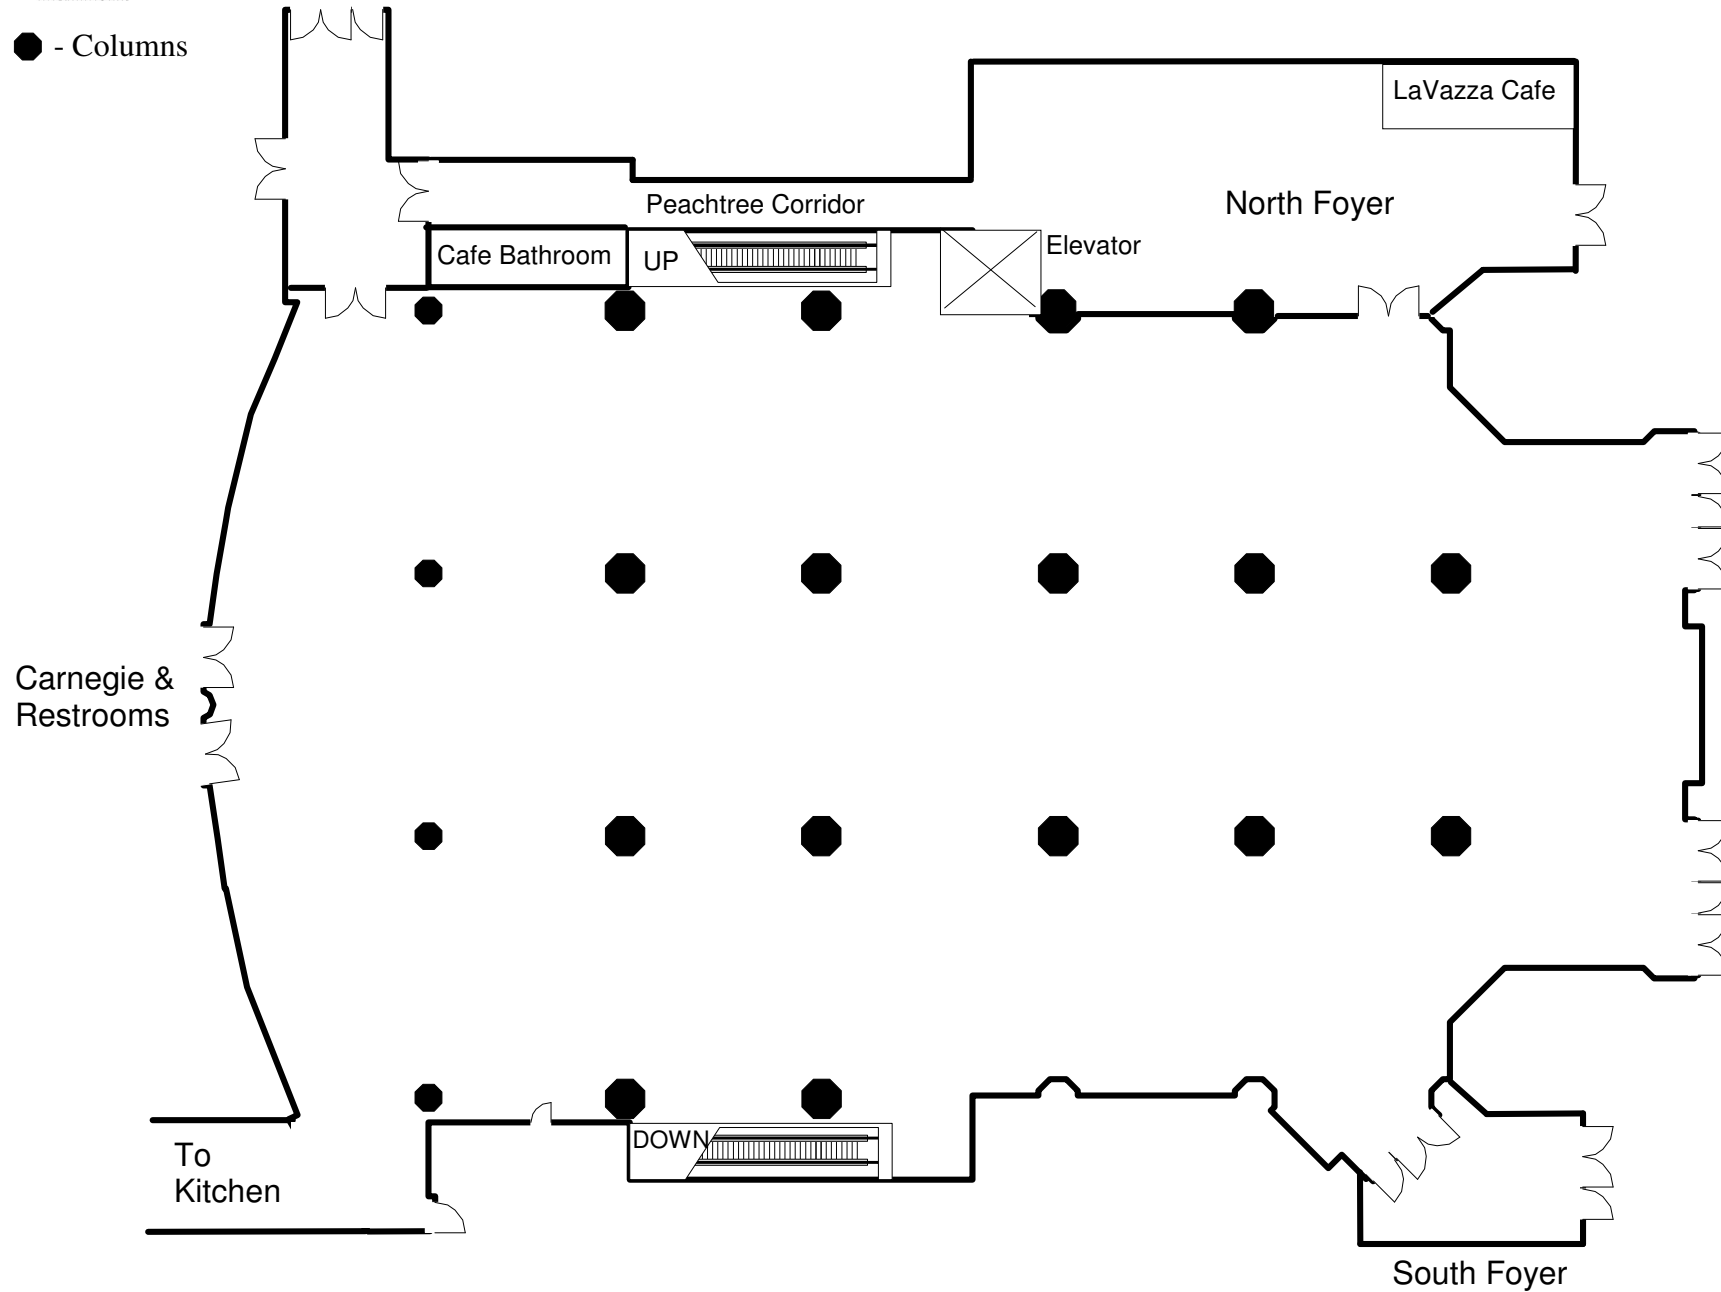 - Columns
LaVazza Cafe
North Foyer
Peachtree Corridor
Elevator
Cafe Bathroom
UP
Carnegie &
Restrooms
DOWN
To
Kitchen
South Foyer